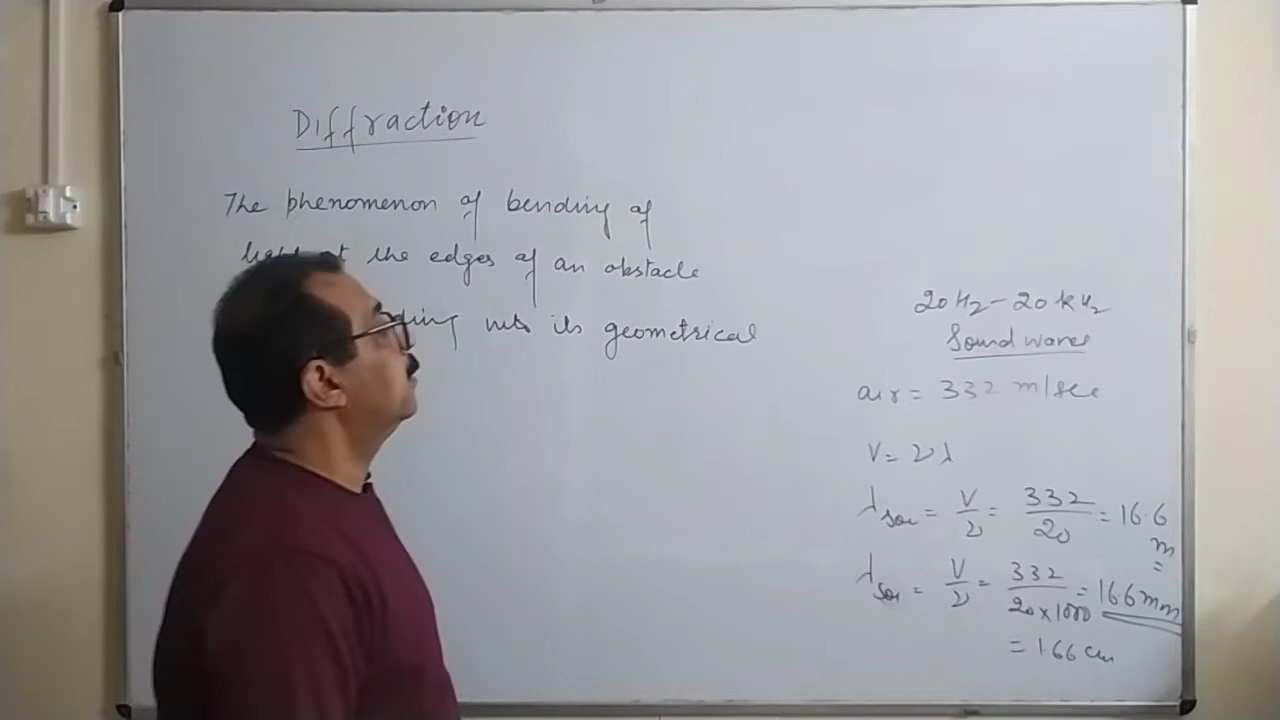 Diffraction
The phenomenon of bending of
light at the edges of an obstacle
into its geometrical
20 Hz - 20 kHz
Sound waves
air = 332 m/sec
V = νλ
λ = V/ν = 332/20 = 16.6 m
λ = V/ν = 332/20×1000 = 16.6 mm
= 1.66 cm